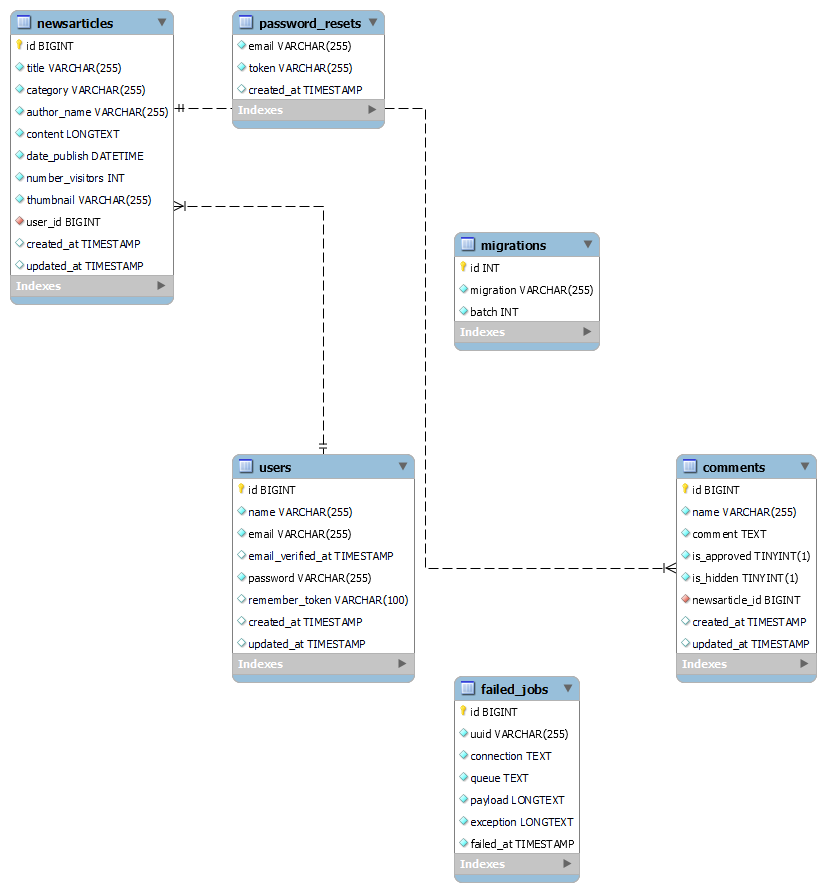 newsarticles
id BIGINT
title VARCHAR(255)
category VARCHAR(255)
author_name VARCHAR(255)
content LONGTEXT
date_publish DATETIME
number_visitors INT
thumbnail VARCHAR(255)
user_id BIGINT
created_at TIMESTAMP
updated_at TIMESTAMP
Indexes
password_resets
email VARCHAR(255)
token VARCHAR(255)
created_at TIMESTAMP
Indexes
migrations
id INT
migration VARCHAR(255)
batch INT
Indexes
users
id BIGINT
name VARCHAR(255)
email VARCHAR(255)
email_verified_at TIMESTAMP
password VARCHAR(255)
remember_token VARCHAR(100)
created_at TIMESTAMP
updated_at TIMESTAMP
Indexes
comments
id BIGINT
name VARCHAR(255)
comment TEXT
is_approved TINYINT(1)
is_hidden TINYINT(1)
newsarticle_id BIGINT
created_at TIMESTAMP
updated_at TIMESTAMP
Indexes
failed_jobs
id BIGINT
uuid VARCHAR(255)
connection TEXT
queue TEXT
payload LONGTEXT
exception LONGTEXT
failed_at TIMESTAMP
Indexes